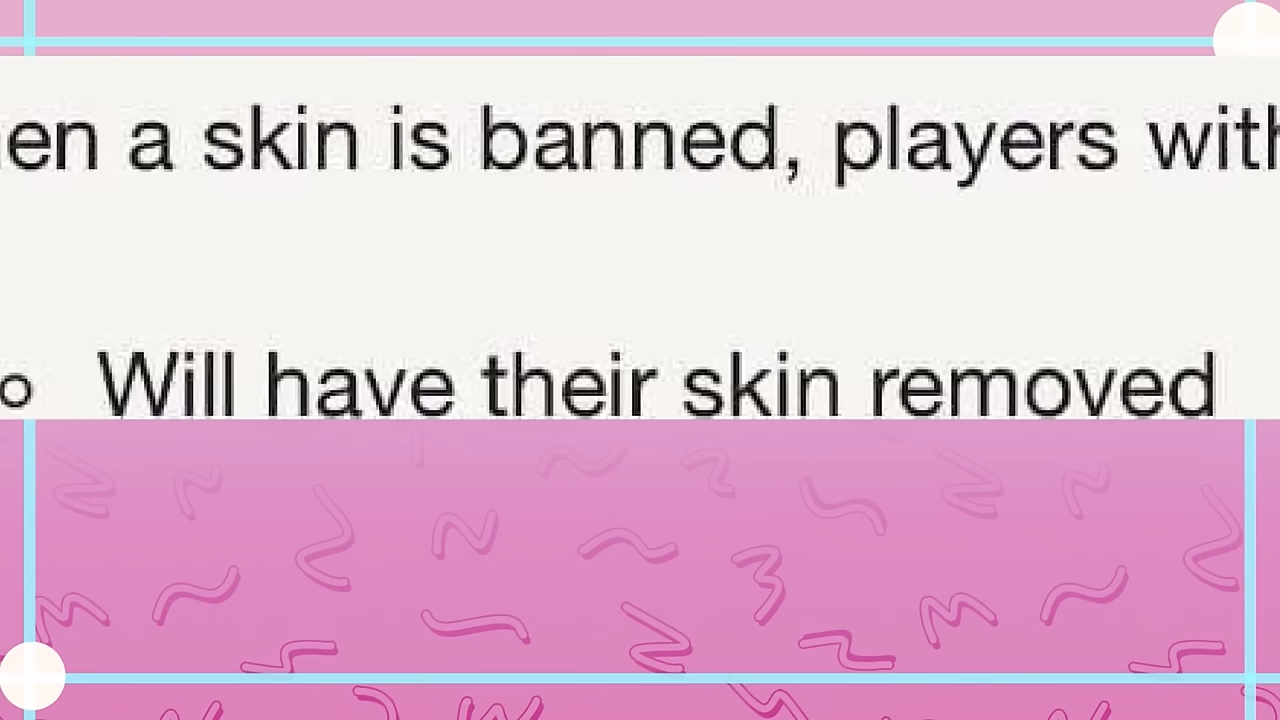 en a skin is banned, players with
o Will have their skin removed